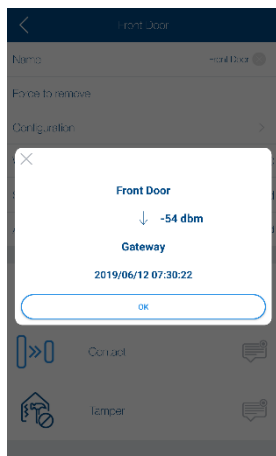 Front Door
Name Front Door
Force to remove
Configuration
Front Door
↓ -54 dbm
Gateway
2019/06/12 07:30:22
OK
Contact
Tamper